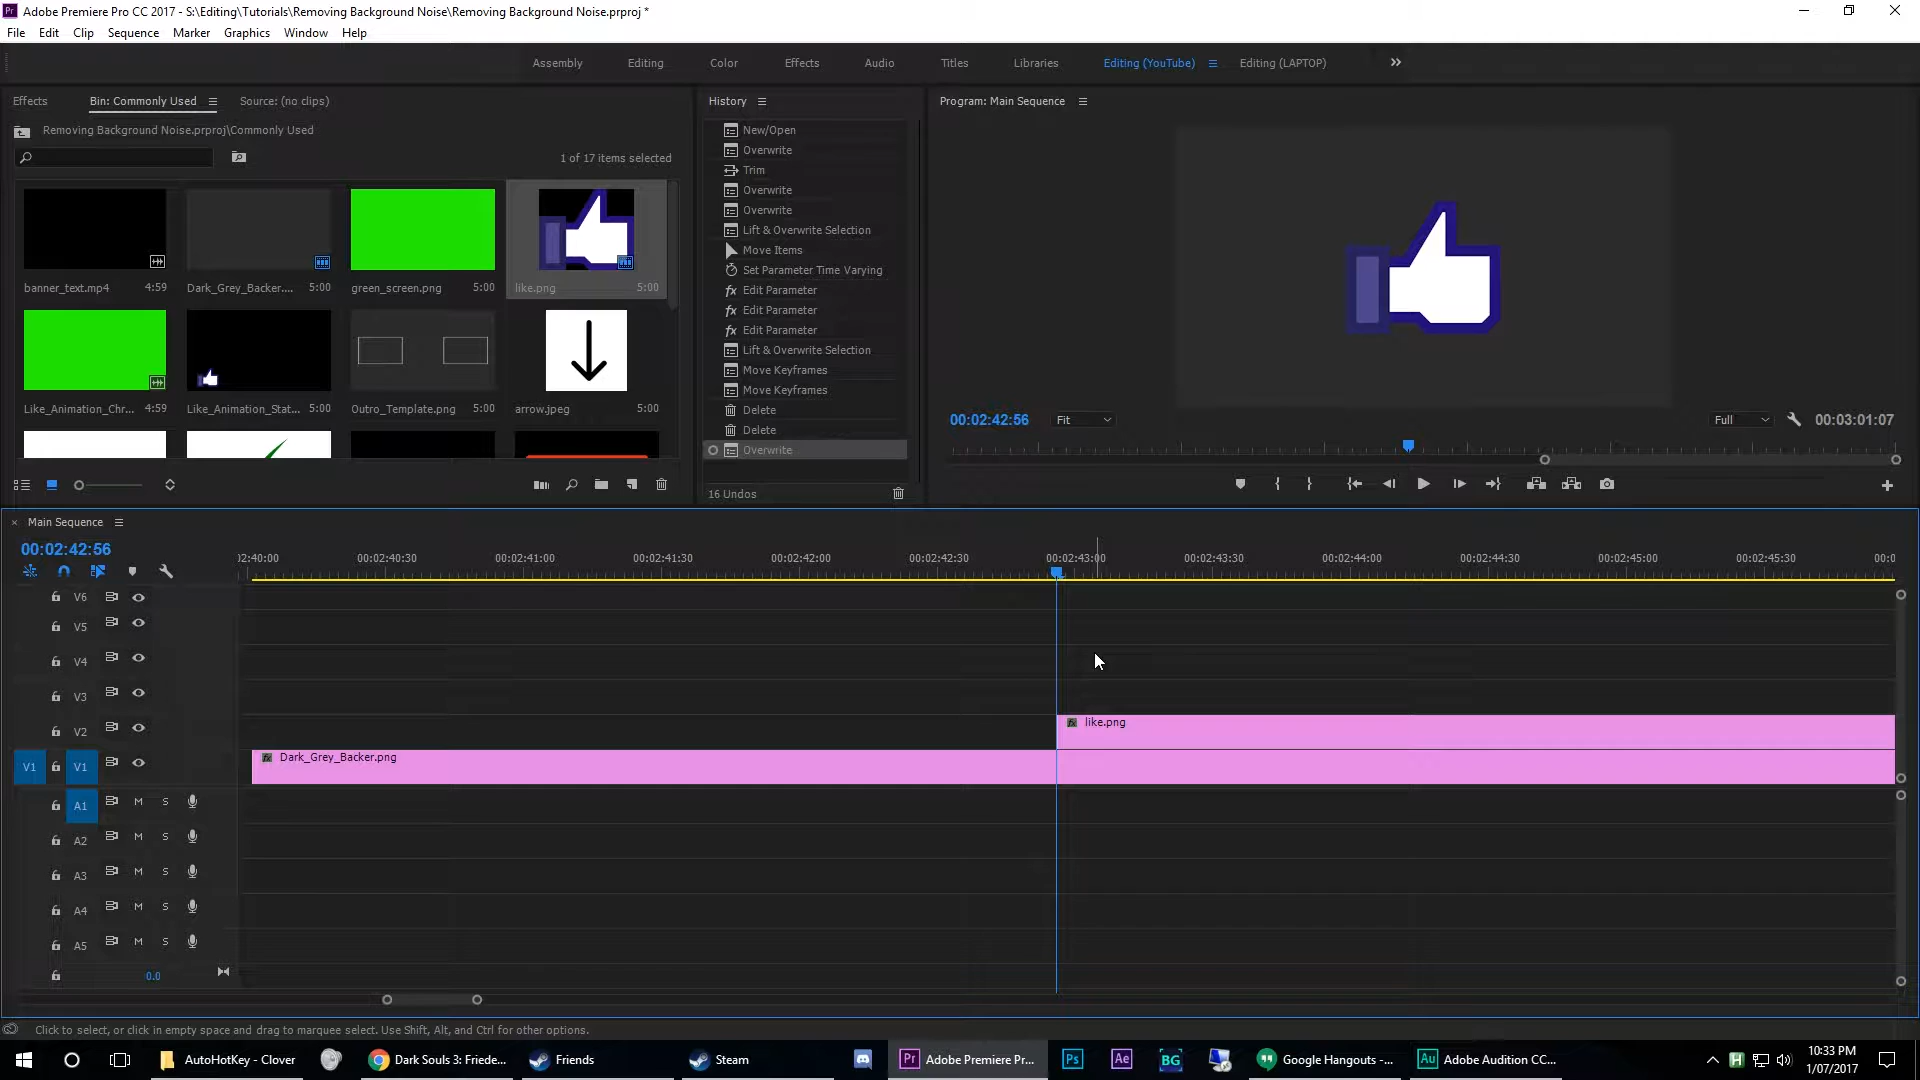 Adobe Premiere Pro CC 2017 - S:\Editing\Tutorials\Removing Background Noise\Removing Background Noise.prproj *
File Edit Clip Sequence Marker Graphics Window Help
Assembly Editing Color Effects Audio Titles Libraries Editing (YouTube) Editing (LAPTOP)
Effects Bin: Commonly Used Source: (no clips)
Removing Background Noise.prproj\Commonly Used
1 of 17 items selected
banner_text.mp4 4:59
Dark_Grey_Backer.... 5:00
green_screen.png 5:00
like.png 5:00
Like_Animation_Chr... 4:59
Like_Animation_Stat... 5:00
Outro_Template.png 5:00
arrow.jpeg 5:00
History
New/Open
Overwrite
Trim
Overwrite
Overwrite
Lift & Overwrite Selection
Move Items
Set Parameter Time Varying
fx Edit Parameter
fx Edit Parameter
fx Edit Parameter
Lift & Overwrite Selection
Move Keyframes
Move Keyframes
Delete
Delete
Overwrite
16 Undos
Program: Main Sequence
00:02:42:56 Fit Full 00:03:01:07
Main Sequence
00:02:42:56
02:40:00 00:02:40:30 00:02:41:00 00:02:41:30 00:02:42:00 00:02:42:30 00:02:43:00 00:02:43:30 00:02:44:00 00:02:44:30 00:02:45:00 00:02:45:30 00:0
V6
V5
V4
V3
V2
like.png
V1 V1
Dark_Grey_Backer.png
A1 M S
A2 M S
A3 M S
A4 M S
A5 M S
0.0
Click to select, or click in empty space and drag to marquee select. Use Shift, Alt, and Ctrl for other options.
AutoHotKey - Clover
Dark Souls 3: Friede...
Friends
Steam
Pr Adobe Premiere Pr...
Ps
Ae
BG
Google Hangouts -...
Au Adobe Audition CC...
H
10:33 PM
1/07/2017